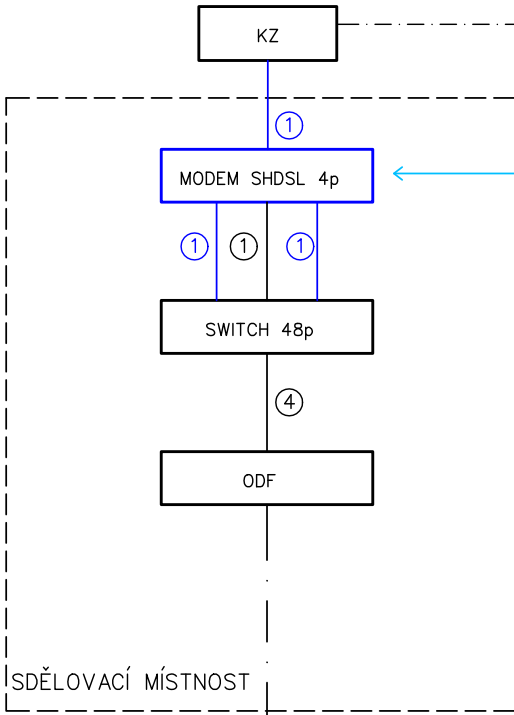 KZ
1
MODEM SHDSL 4p
1 1 1
SWITCH 48p
4
ODF
SDĚLOVACÍ MÍSTNOST